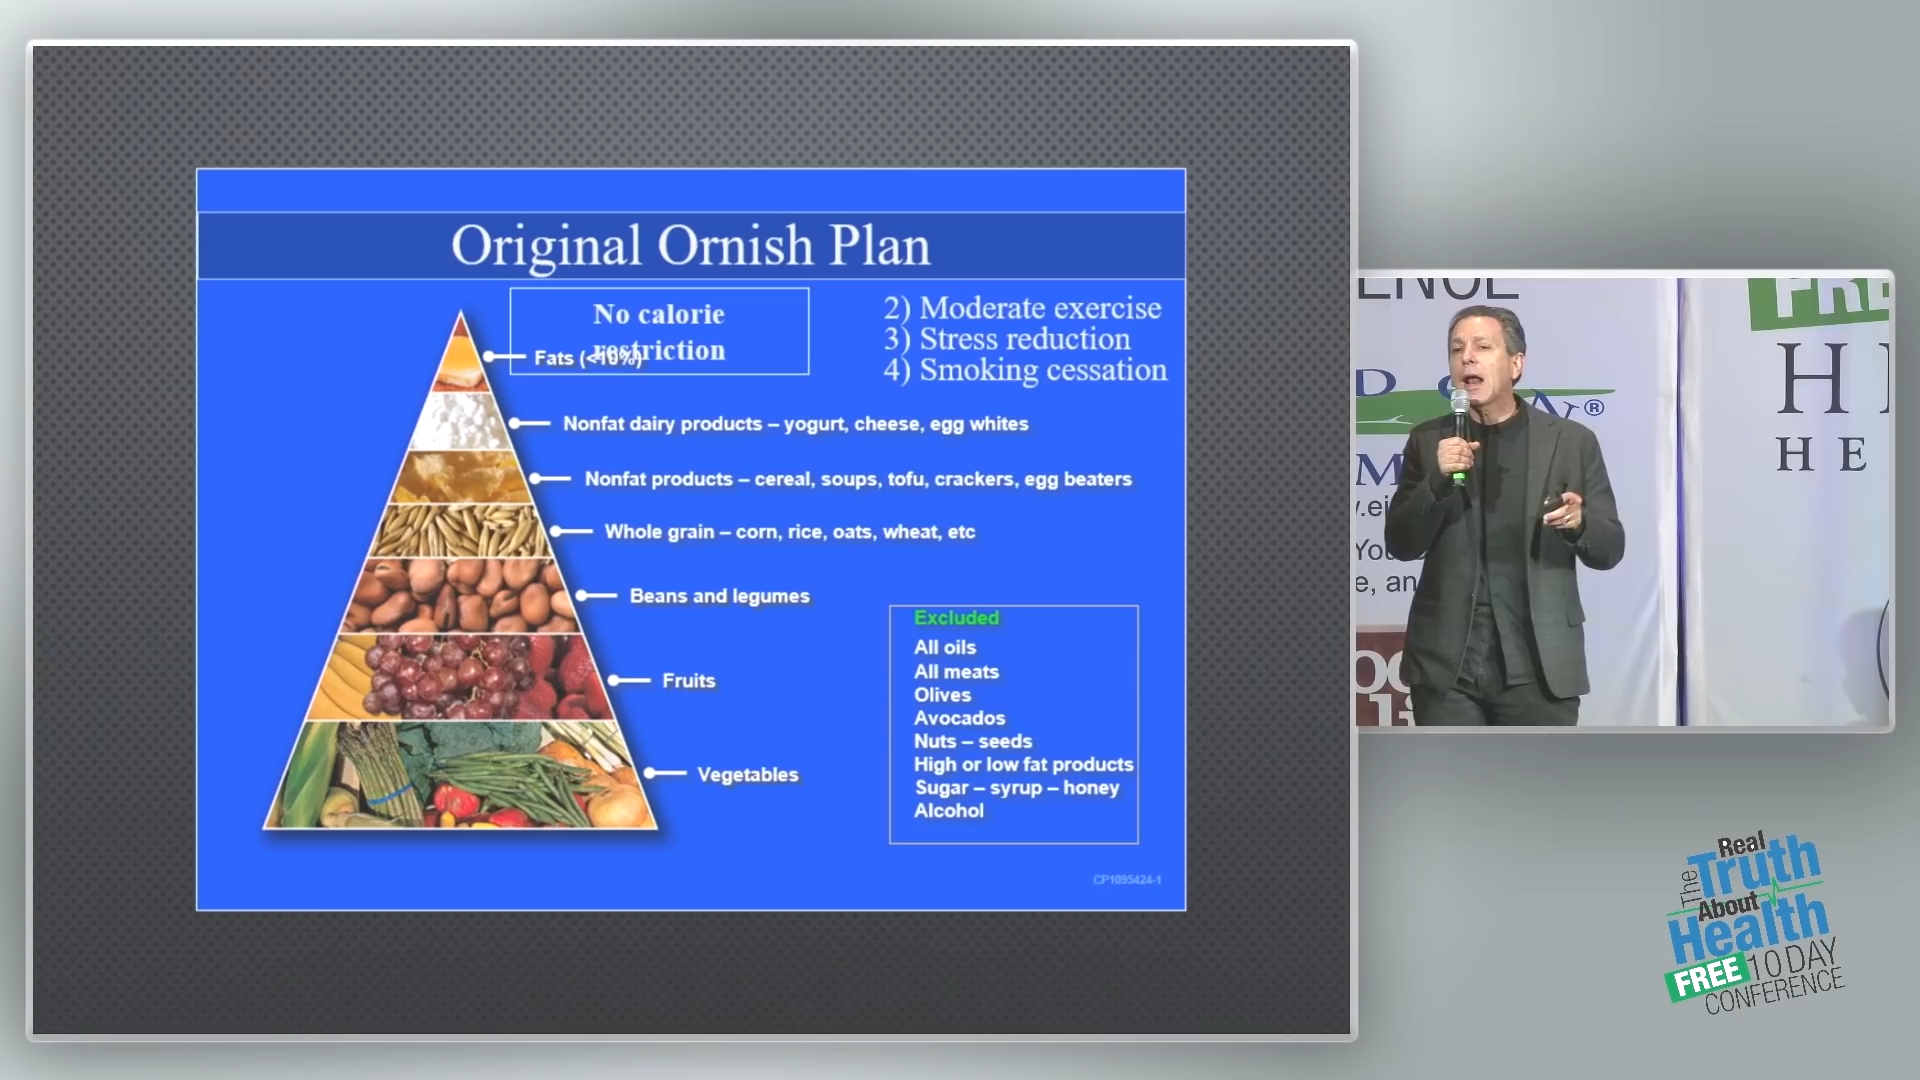 Original Ornish Plan
No calorie
restriction
2) Moderate exercise
3) Stress reduction
4) Smoking cessation
Fats (<10%)
Nonfat dairy products – yogurt, cheese, egg whites
Nonfat products – cereal, soups, tofu, crackers, egg beaters
Whole grain – corn, rice, oats, wheat, etc
Beans and legumes
Fruits
Vegetables
Excluded
All oils
All meats
Olives
Avocados
Nuts – seeds
High or low fat products
Sugar – syrup – honey
Alcohol
CP1095424-1
H
HE
The Real
Truth
About
Health
FREE 10 DAY
CONFERENCE